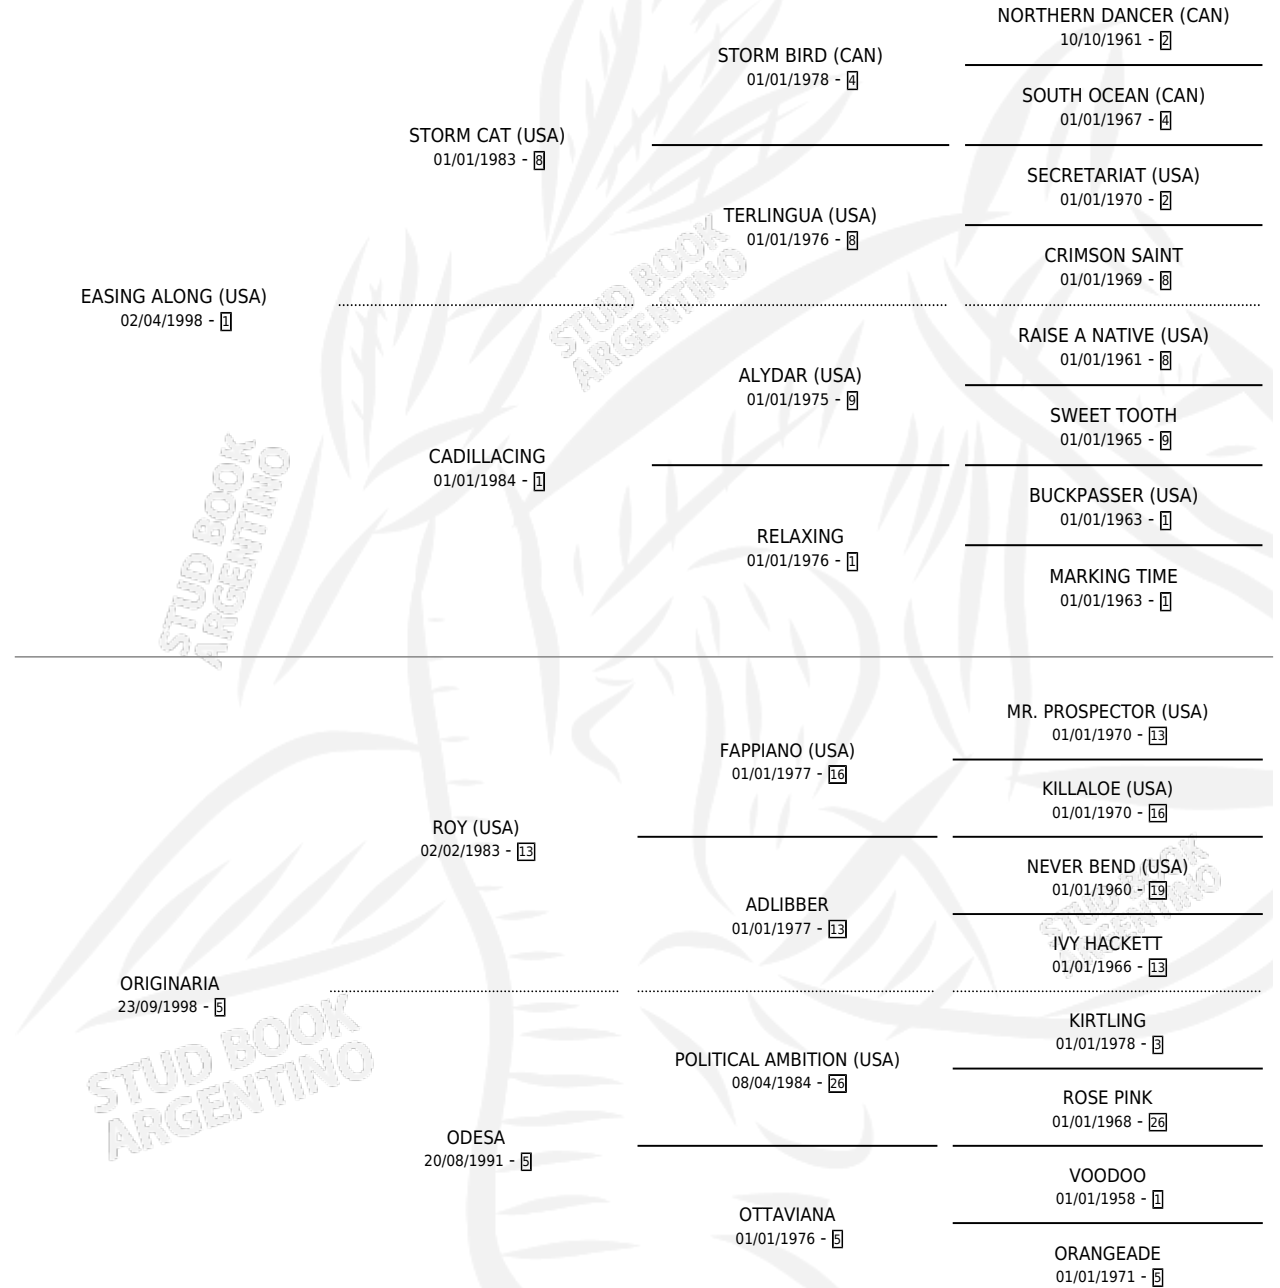 NORTHERN DANCER (CAN)
10/10/1961 - 2
STORM BIRD (CAN)
01/01/1978 - 4
SOUTH OCEAN (CAN)
01/01/1967 - 4
STORM CAT (USA)
01/01/1983 - 8
SECRETARIAT (USA)
01/01/1970 - 2
TERLINGUA (USA)
01/01/1976 - 8
CRIMSON SAINT
01/01/1969 - 8
EASING ALONG (USA)
02/04/1998 - 1
STUD BOOK
ARGENTINO
RAISE A NATIVE (USA)
01/01/1961 - 8
ALYDAR (USA)
01/01/1975 - 9
SWEET TOOTH
01/01/1965 - 9
CADILLACING
01/01/1984 - 1
BUCKPASSER (USA)
01/01/1963 - 1
RELAXING
01/01/1976 - 1
MARKING TIME
01/01/1963 - 1
STUD BOOK
ARGENTINO
MR. PROSPECTOR (USA)
01/01/1970 - 13
FAPPIANO (USA)
01/01/1977 - 16
KILLALOE (USA)
01/01/1970 - 16
ROY (USA)
02/02/1983 - 13
NEVER BEND (USA)
01/01/1960 - 19
ADLIBBER
01/01/1977 - 13
IVY HACKETT
01/01/1966 - 13
STUD BOOK
ARGENTINO
ORIGINARIA
23/09/1998 - 5
KIRTLING
01/01/1978 - 3
POLITICAL AMBITION (USA)
08/04/1984 - 26
ROSE PINK
01/01/1968 - 26
STUD BOOK
ARGENTINO
ODESA
20/08/1991 - 5
VOODOO
01/01/1958 - 1
OTTAVIANA
01/01/1976 - 5
ORANGEADE
01/01/1971 - 5